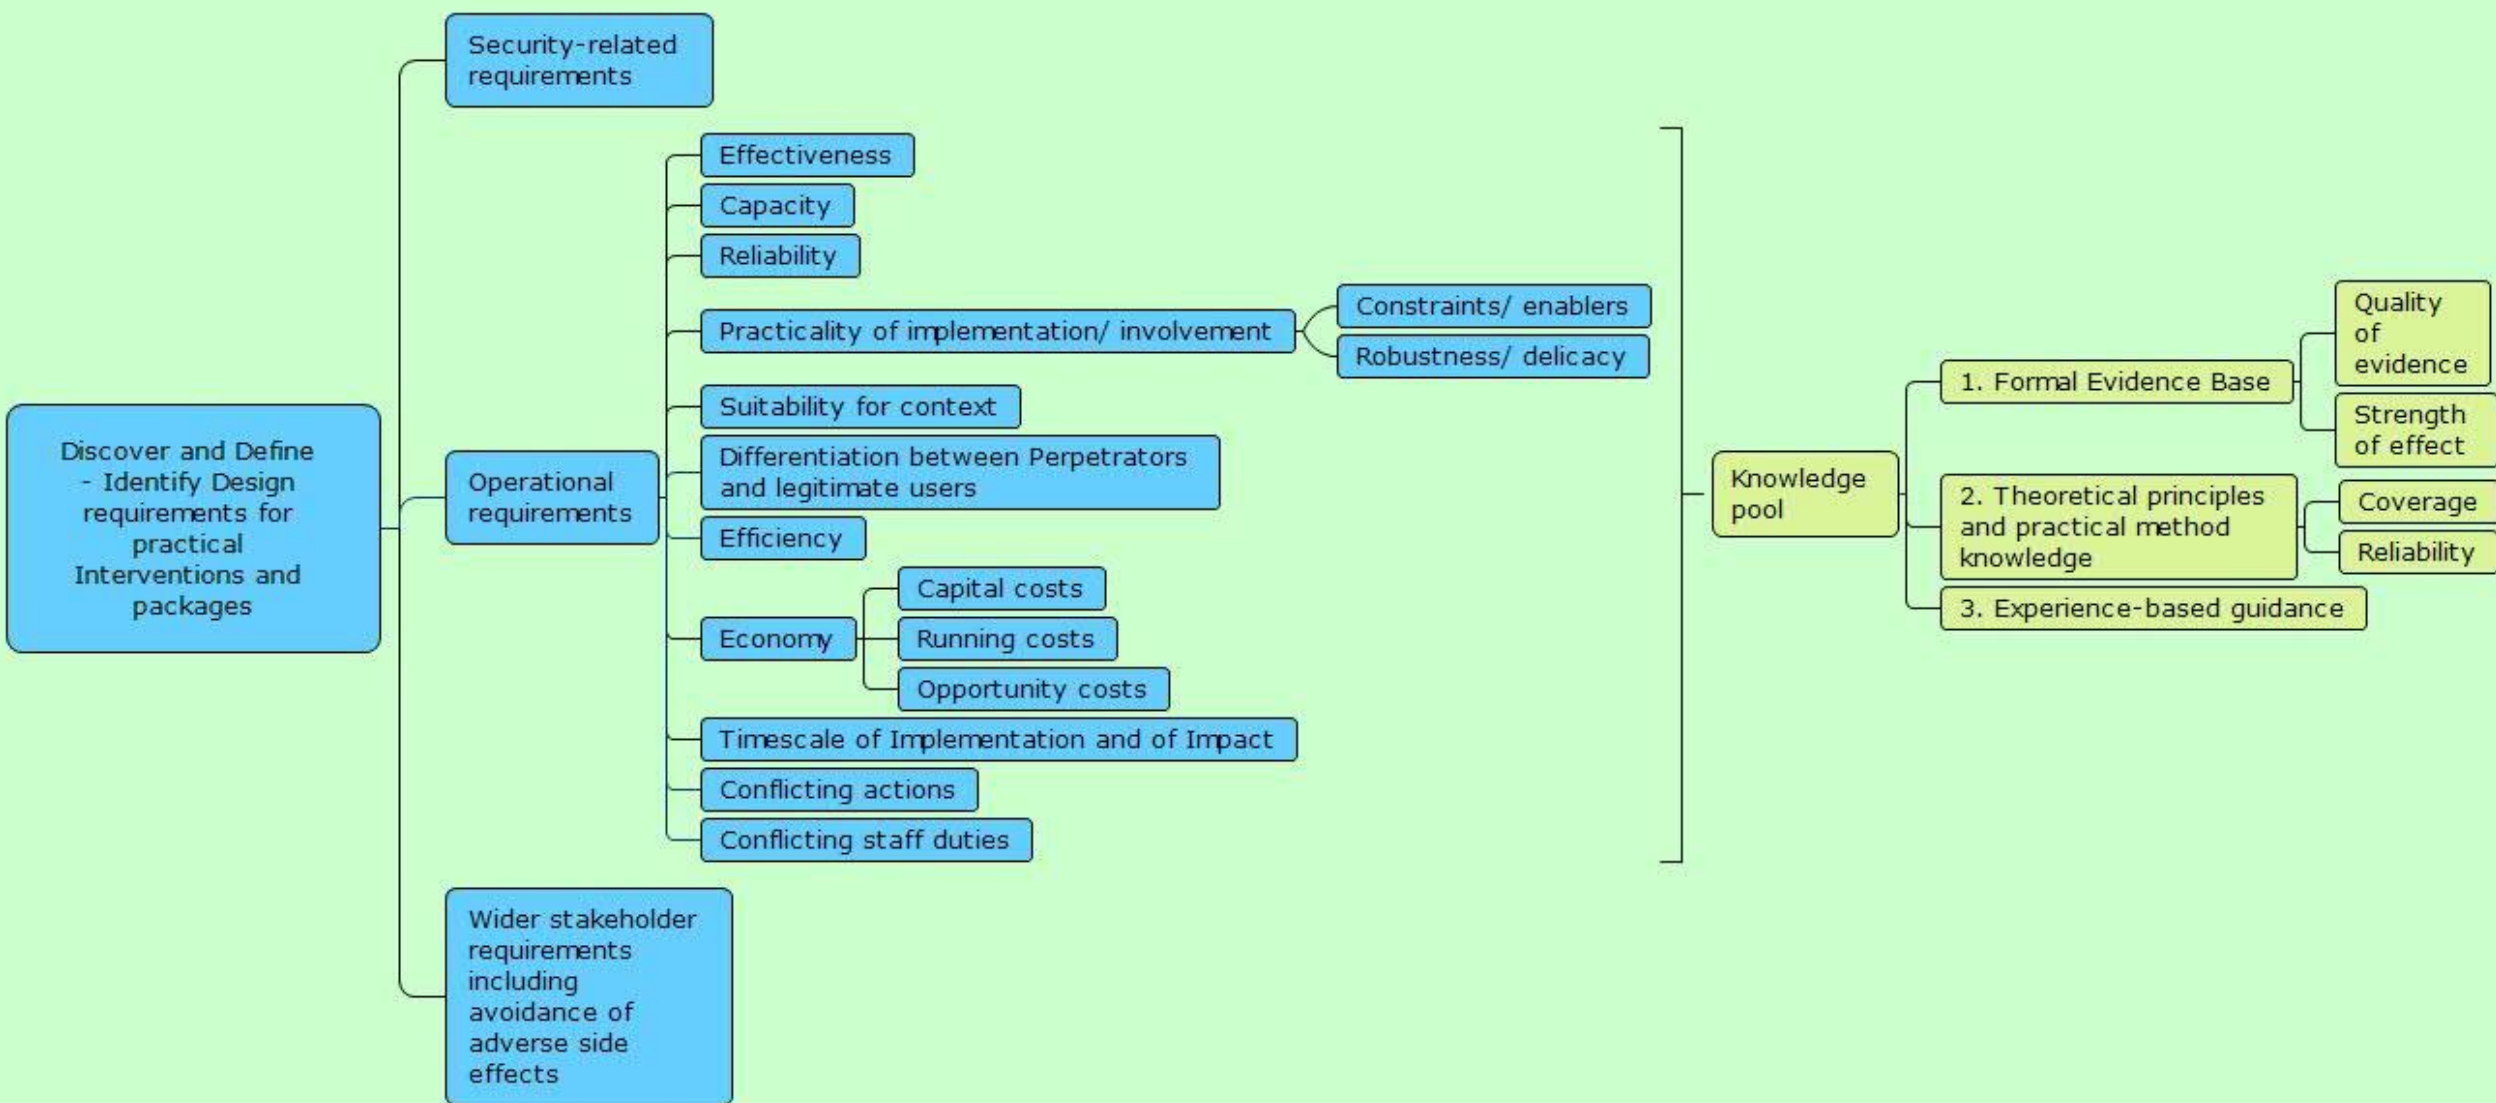 Security-related
requirements
Effectiveness
Capacity
Reliability
Practicality of implementation/ involvement
Constraints/ enablers
Robustness/ delicacy
Suitability for context
Differentiation between Perpetrators
and legitimate users
Efficiency
Economy
Capital costs
Running costs
Opportunity costs
Timescale of Implementation and of Impact
Conflicting actions
Conflicting staff duties
Discover and Define
- Identify Design
requirements for
practical
Interventions and
packages
Operational
requirements
Wider stakeholder
requirements
including
avoidance of
adverse side
effects
Knowledge
pool
1. Formal Evidence Base
Quality
of
evidence
Strength
of effect
2. Theoretical principles
and practical method
knowledge
Coverage
Reliability
3. Experience-based guidance